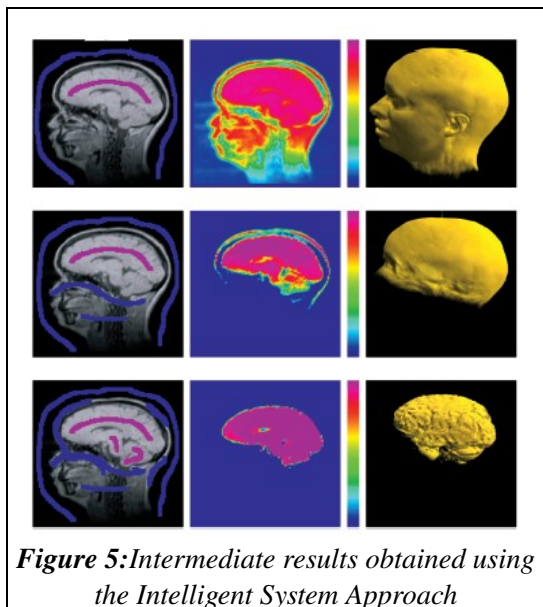 Figure 5:Intermediate results obtained using
the Intelligent System Approach